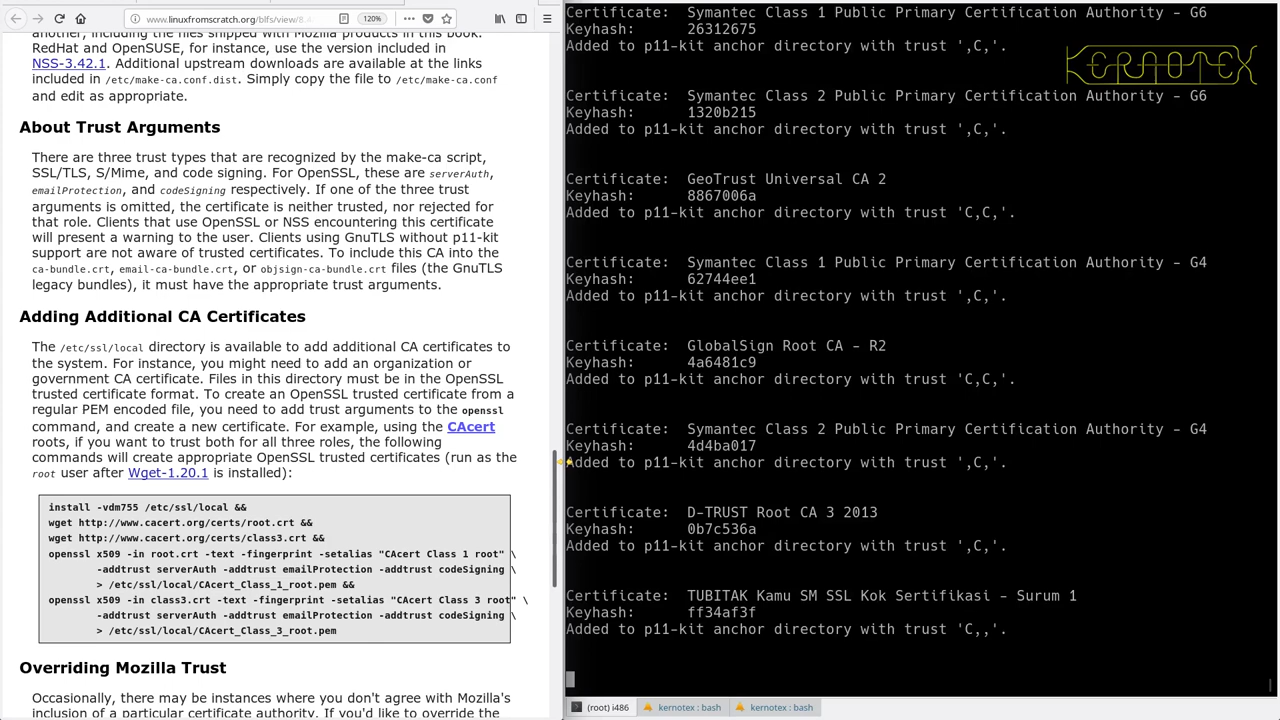 www.linuxfromscratch.org/blfs/view/8.4
120%
another, including the files shipped with Mozilla products in this book.
RedHat and OpenSUSE, for instance, use the version included in
NSS-3.42.1. Additional upstream downloads are available at the links
included in /etc/make-ca.conf.dist. Simply copy the file to /etc/make-ca.conf
and edit as appropriate.
About Trust Arguments
There are three trust types that are recognized by the make-ca script,
SSL/TLS, S/Mime, and code signing. For OpenSSL, these are serverAuth,
emailProtection, and codeSigning respectively. If one of the three trust
arguments is omitted, the certificate is neither trusted, nor rejected for
that role. Clients that use OpenSSL or NSS encountering this certificate
will present a warning to the user. Clients using GnuTLS without p11-kit
support are not aware of trusted certificates. To include this CA into the
ca-bundle.crt, email-ca-bundle.crt, or objsign-ca-bundle.crt files (the GnuTLS
legacy bundles), it must have the appropriate trust arguments.
Adding Additional CA Certificates
The /etc/ssl/local directory is available to add additional CA certificates to
the system. For instance, you might need to add an organization or
government CA certificate. Files in this directory must be in the OpenSSL
trusted certificate format. To create an OpenSSL trusted certificate from a
regular PEM encoded file, you need to add trust arguments to the openssl
command, and create a new certificate. For example, using the CAcert
roots, if you want to trust both for all three roles, the following
commands will create appropriate OpenSSL trusted certificates (run as the
root user after Wget-1.20.1 is installed):
install -vdm755 /etc/ssl/local &&
wget http://www.cacert.org/certs/root.crt &&
wget http://www.cacert.org/certs/class3.crt &&
openssl x509 -in root.crt -text -fingerprint -setalias "CAcert Class 1 root" \
-addtrust serverAuth -addtrust emailProtection -addtrust codeSigning \
> /etc/ssl/local/CAcert_Class_1_root.pem &&
openssl x509 -in class3.crt -text -fingerprint -setalias "CAcert Class 3 root" \
-addtrust serverAuth -addtrust emailProtection -addtrust codeSigning \
> /etc/ssl/local/CAcert_Class_3_root.pem
Overriding Mozilla Trust
Occasionally, there may be instances where you don't agree with Mozilla's
inclusion of a particular certificate authority. If you'd like to override the
Certificate: Symantec Class 1 Public Primary Certification Authority - G6
Keyhash: 26312675
Added to p11-kit anchor directory with trust ',C,'.
KERNOTEX
Certificate: Symantec Class 2 Public Primary Certification Authority - G6
Keyhash: 1320b215
Added to p11-kit anchor directory with trust ',C,'.
Certificate: GeoTrust Universal CA 2
Keyhash: 8867006a
Added to p11-kit anchor directory with trust 'C,C,'.
Certificate: Symantec Class 1 Public Primary Certification Authority - G4
Keyhash: 62744ee1
Added to p11-kit anchor directory with trust ',C,'.
Certificate: GlobalSign Root CA - R2
Keyhash: 4a6481c9
Added to p11-kit anchor directory with trust 'C,C,'.
Certificate: Symantec Class 2 Public Primary Certification Authority - G4
Keyhash: 4d4ba017
Added to p11-kit anchor directory with trust ',C,'.
Certificate: D-TRUST Root CA 3 2013
Keyhash: 0b7c536a
Added to p11-kit anchor directory with trust ',C,'.
Certificate: TUBITAK Kamu SM SSL Kok Sertifikasi - Surum 1
Keyhash: ff34af3f
Added to p11-kit anchor directory with trust 'C,,'.
(root) i486
kernotex : bash
kernotex : bash